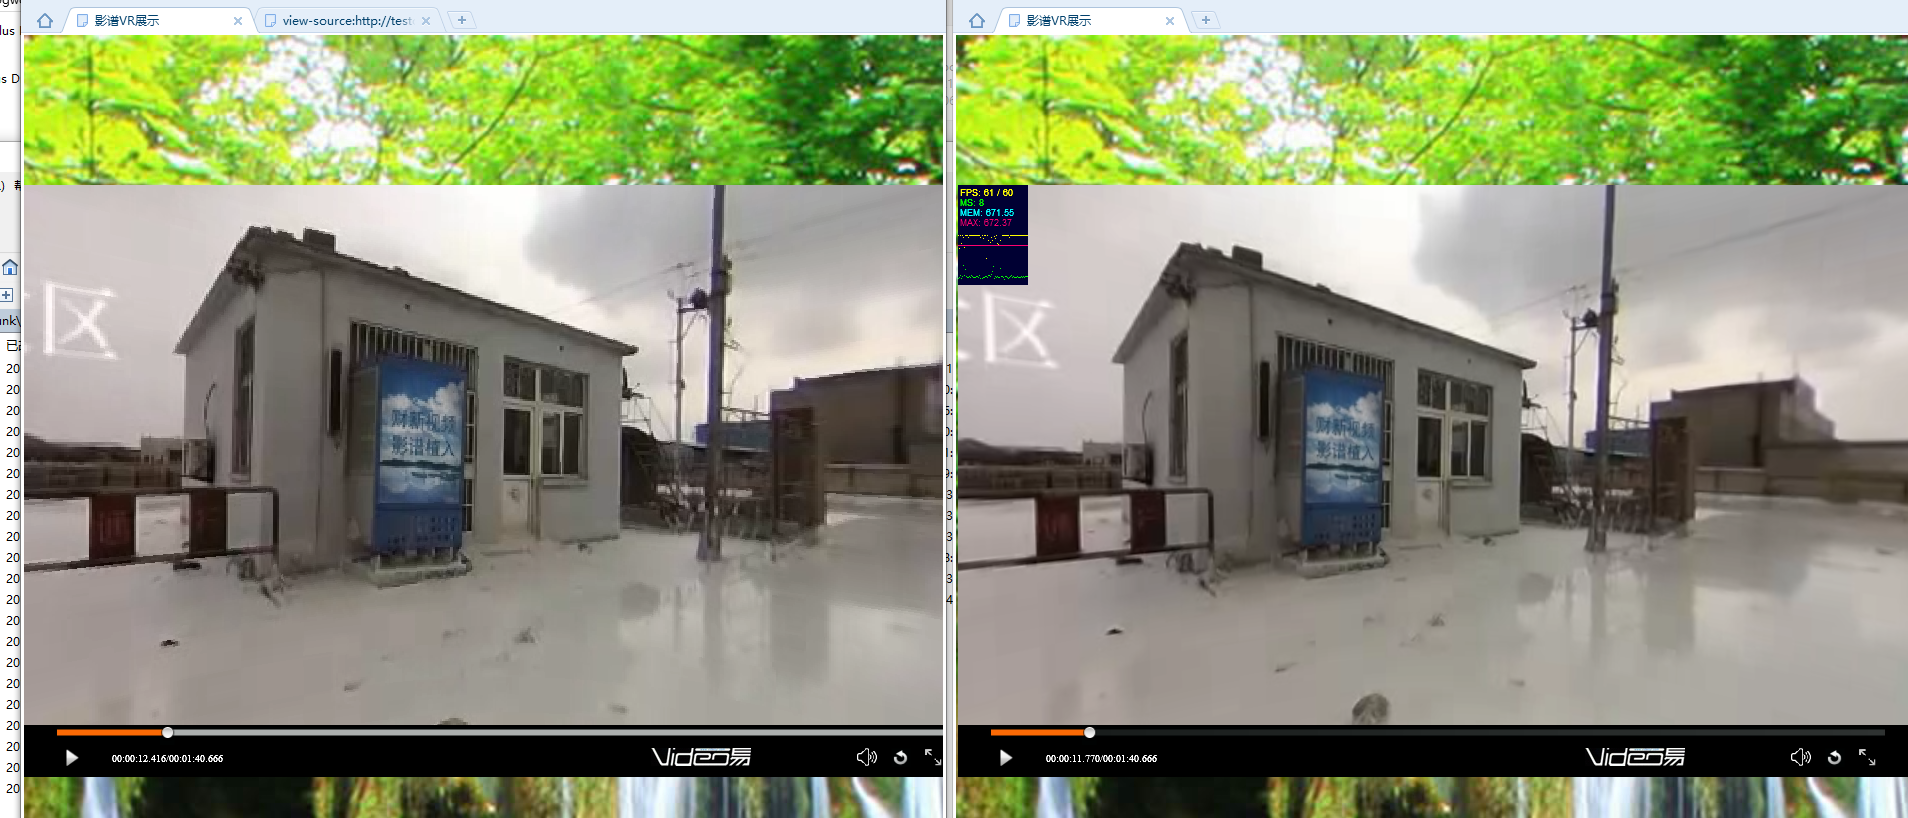 影谱VR展示
view-source:http://test
影谱VR展示
FPS: 61 / 60
MS: 8
MEM: 671.55
MAX: 672.37
区
区
财新视频
影谱植入
财新视频
影谱植入
00:00:12.416/00:01:40.666
Video易
00:00:11.770/00:01:40.666
Video易